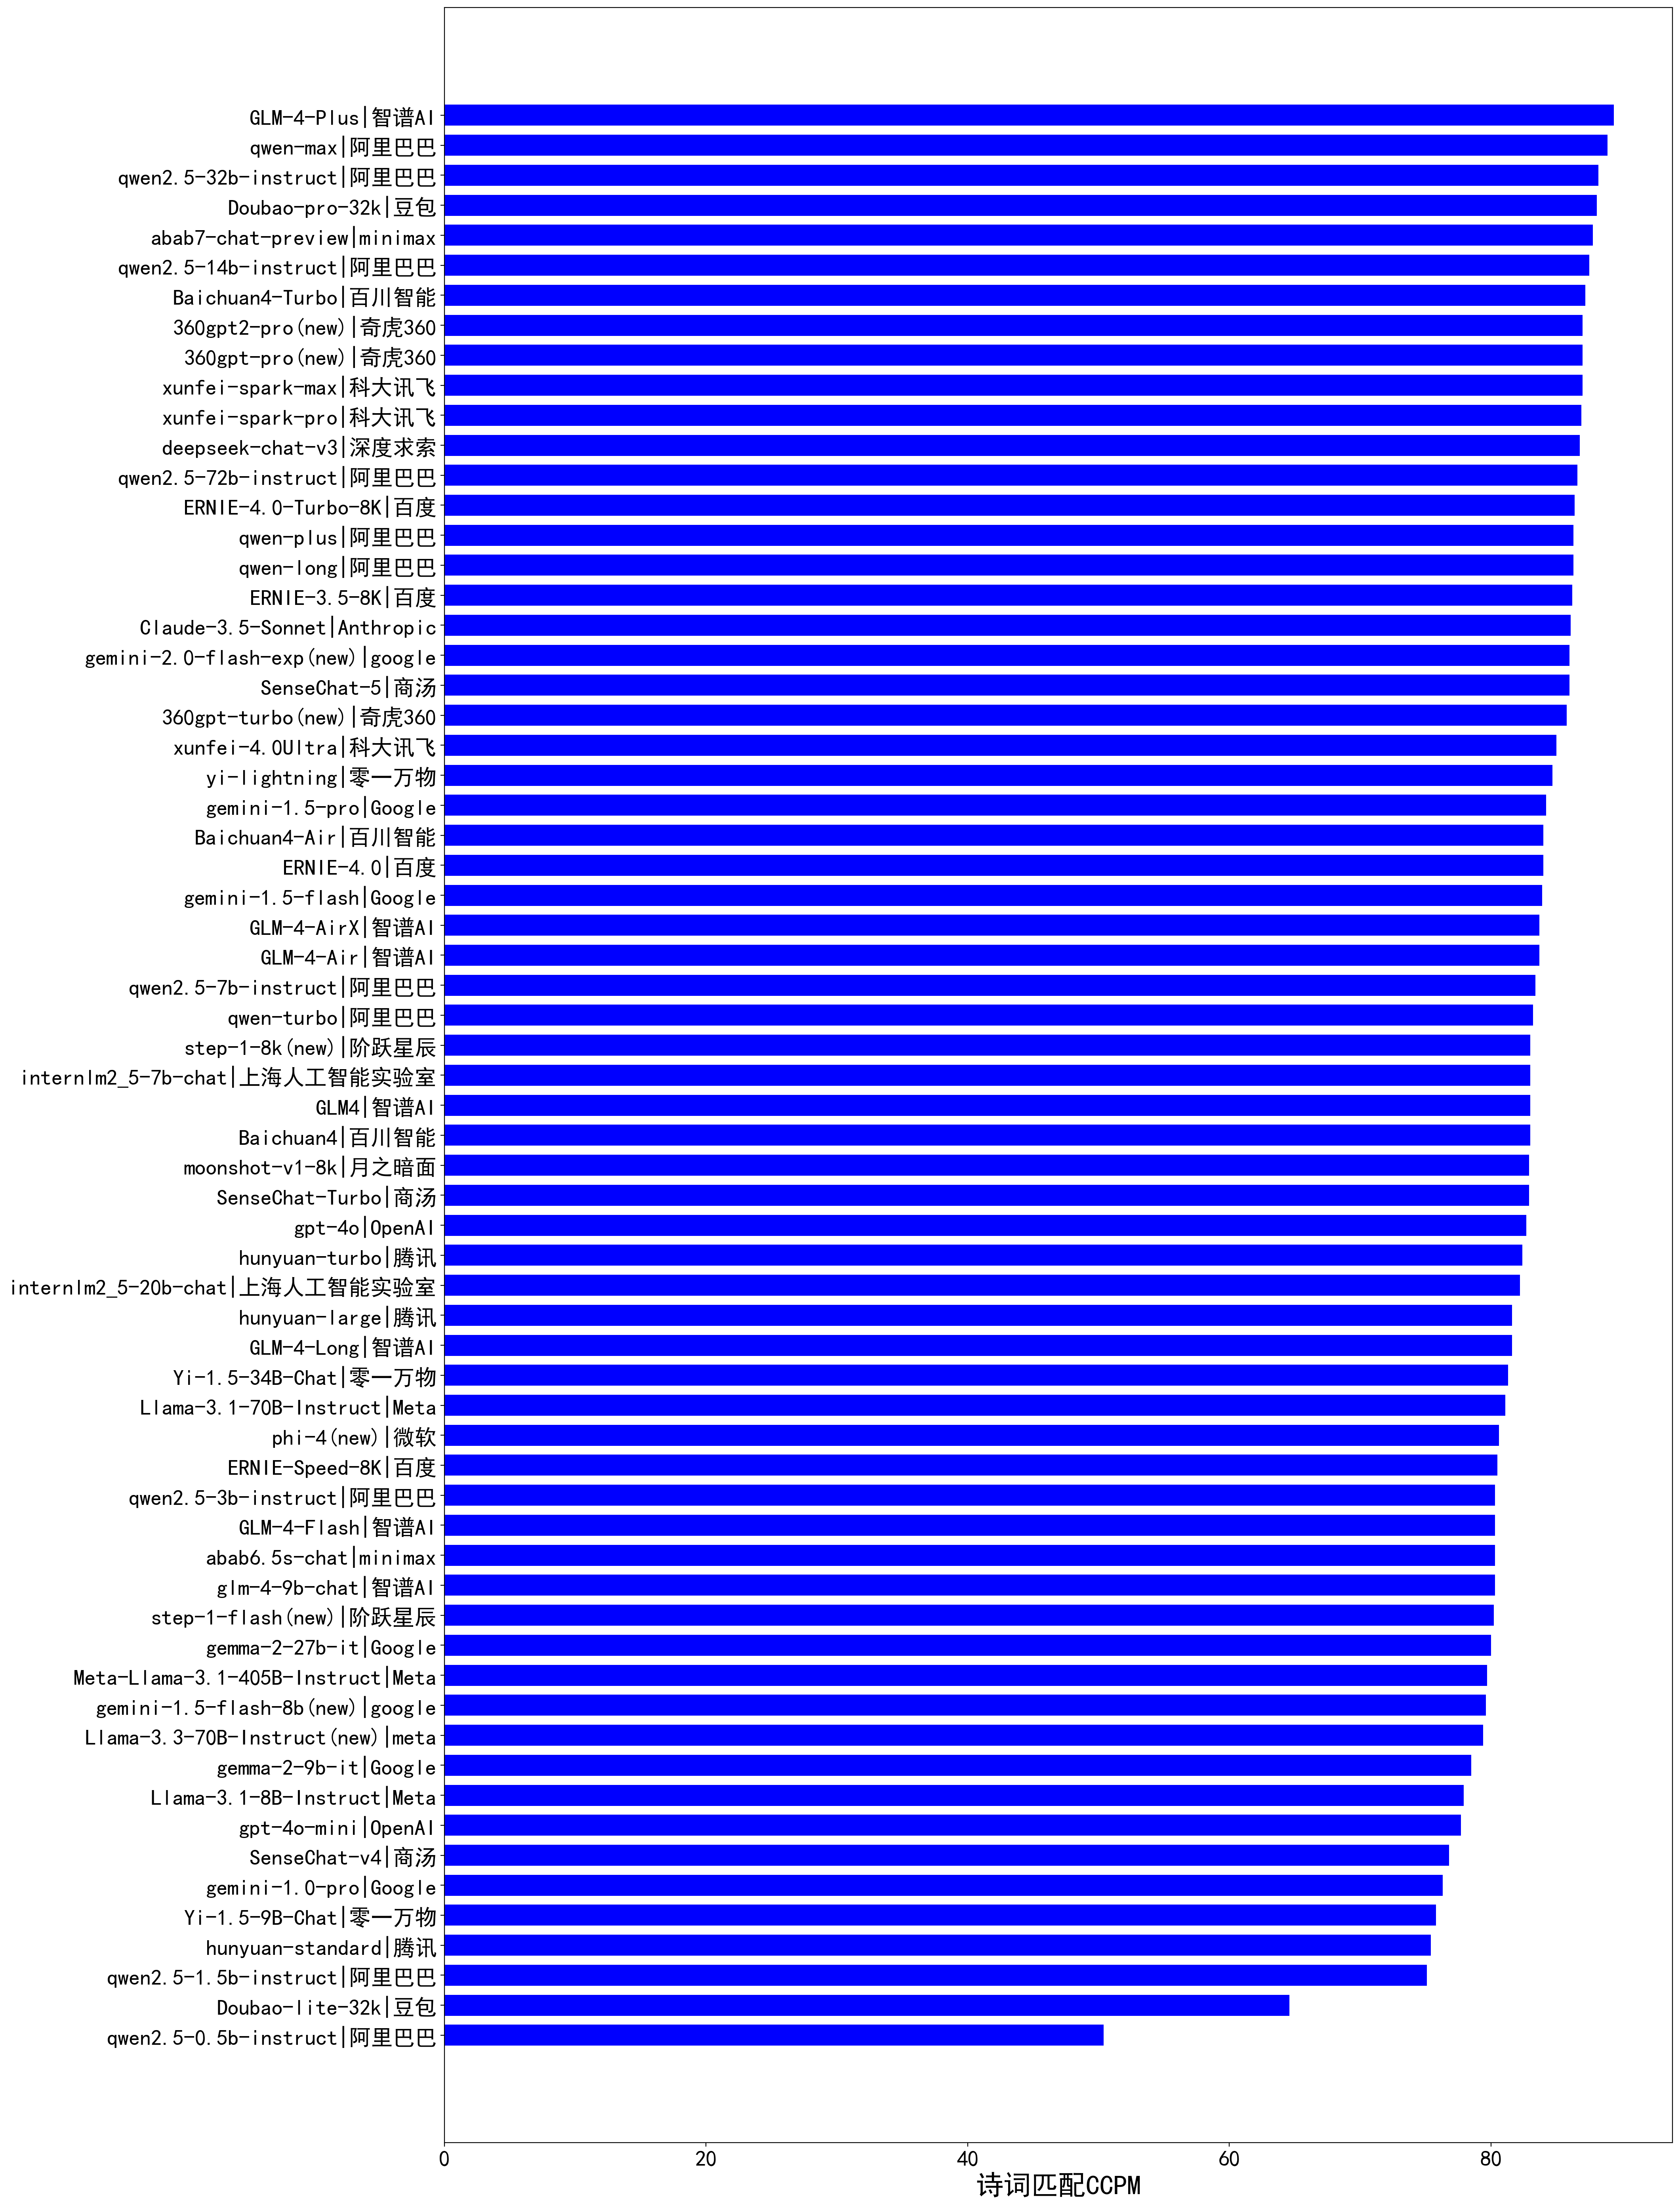 GLM-4-Plus|智谱AI
qwen-max|阿里巴巴
qwen2.5-32b-instruct|阿里巴巴
Doubao-pro-32k|豆包
abab7-chat-preview|minimax
qwen2.5-14b-instruct|阿里巴巴
Baichuan4-Turbo|百川智能
360gpt2-pro(new)|奇虎360
360gpt-pro(new)|奇虎360
xunfei-spark-max|科大讯飞
xunfei-spark-pro|科大讯飞
deepseek-chat-v3|深度求索
qwen2.5-72b-instruct|阿里巴巴
ERNIE-4.0-Turbo-8K|百度
qwen-plus|阿里巴巴
qwen-long|阿里巴巴
ERNIE-3.5-8K|百度
Claude-3.5-Sonnet|Anthropic
gemini-2.0-flash-exp(new)|google
SenseChat-5|商汤
360gpt-turbo(new)|奇虎360
xunfei-4.0Ultra|科大讯飞
yi-lightning|零一万物
gemini-1.5-pro|Google
Baichuan4-Air|百川智能
ERNIE-4.0|百度
gemini-1.5-flash|Google
GLM-4-AirX|智谱AI
GLM-4-Air|智谱AI
qwen2.5-7b-instruct|阿里巴巴
qwen-turbo|阿里巴巴
step-1-8k(new)|阶跃星辰
internlm2_5-7b-chat|上海人工智能实验室
GLM4|智谱AI
Baichuan4|百川智能
moonshot-v1-8k|月之暗面
SenseChat-Turbo|商汤
gpt-4o|OpenAI
hunyuan-turbo|腾讯
internlm2_5-20b-chat|上海人工智能实验室
hunyuan-large|腾讯
GLM-4-Long|智谱AI
Yi-1.5-34B-Chat|零一万物
Llama-3.1-70B-Instruct|Meta
phi-4(new)|微软
ERNIE-Speed-8K|百度
qwen2.5-3b-instruct|阿里巴巴
GLM-4-Flash|智谱AI
abab6.5s-chat|minimax
glm-4-9b-chat|智谱AI
step-1-flash(new)|阶跃星辰
gemma-2-27b-it|Google
Meta-Llama-3.1-405B-Instruct|Meta
gemini-1.5-flash-8b(new)|google
Llama-3.3-70B-Instruct(new)|meta
gemma-2-9b-it|Google
Llama-3.1-8B-Instruct|Meta
gpt-4o-mini|OpenAI
SenseChat-v4|商汤
gemini-1.0-pro|Google
Yi-1.5-9B-Chat|零一万物
hunyuan-standard|腾讯
qwen2.5-1.5b-instruct|阿里巴巴
Doubao-lite-32k|豆包
qwen2.5-0.5b-instruct|阿里巴巴
0 20 40 60 80
诗词匹配CCPM